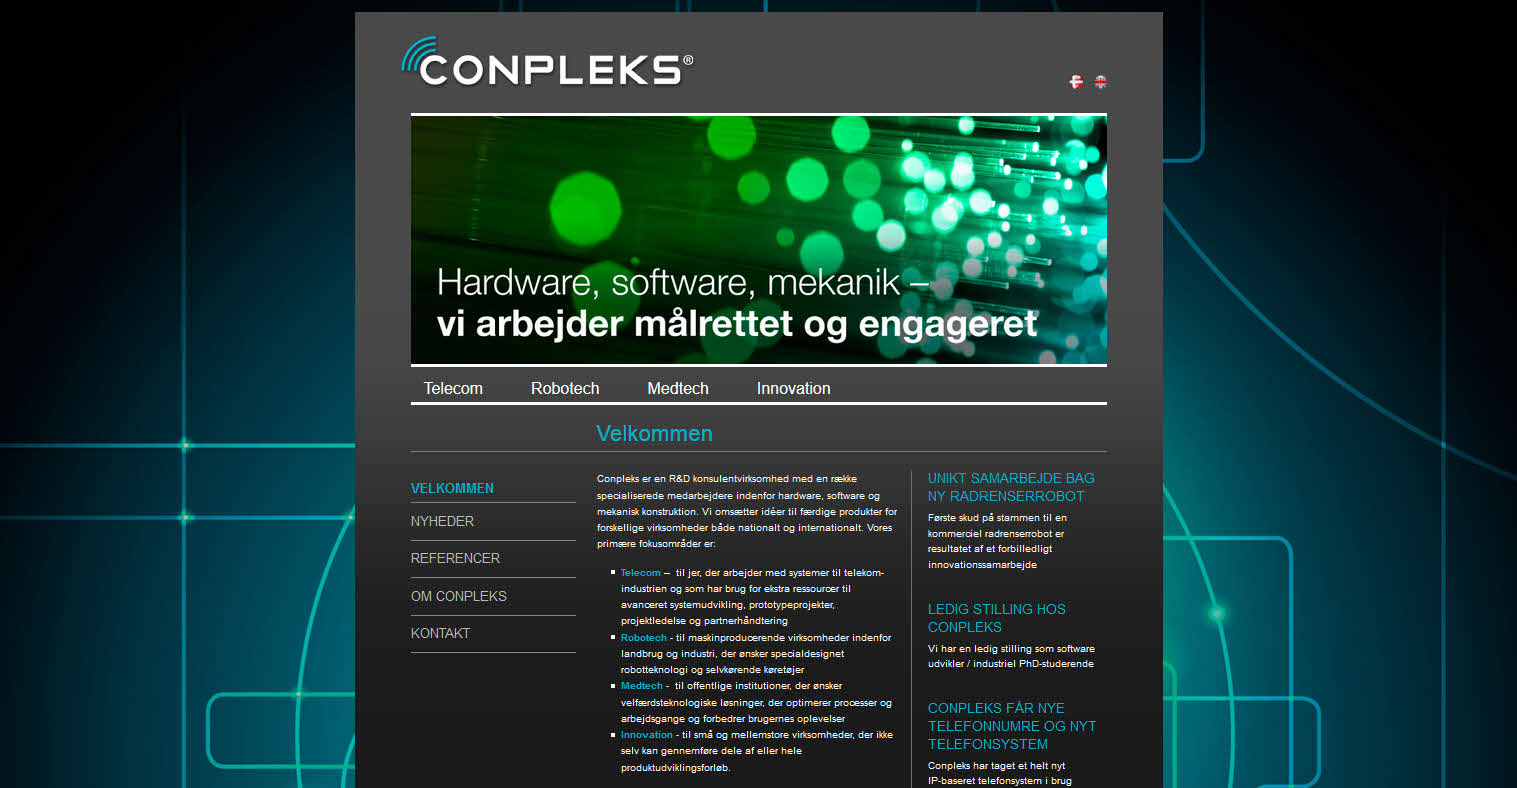 CONPLEKS®
Hardware, software, mekanik –
vi arbejder målrettet og engageret
Telecom
Robotech
Medtech
Innovation
Velkommen
VELKOMMEN
NYHEDER
REFERENCER
OM CONPLEKS
KONTAKT
Conpleks er en R&D konsulentvirksomhed med en række
specialiserede medarbejdere indenfor hardware, software og
mekanisk konstruktion. Vi omsætter idéer til færdige produkter for
forskellige virksomheder både nationalt og internationalt. Vores
primære fokusområder er:
Telecom – til jer, der arbejder med systemer til telekom-
industrien og som har brug for ekstra ressourcer til
avanceret systemudvikling, prototypeprojekter,
projektledelse og partnerhåndtering
Robotech - til maskinproducerende virksomheder indenfor
landbrug og industri, der ønsker specialdesignet
robotteknologi og selvkørende køretøjer
Medtech - til offentlige institutioner, der ønsker
velfærdsteknologiske løsninger, der optimerer processer og
arbejdsgange og forbedrer brugernes oplevelser
Innovation - til små og mellemstore virksomheder, der ikke
selv kan gennemføre dele af eller hele
produktudviklingsforløb.
UNIKT SAMARBEJDE BAG
NY RADRENSERROBOT
Første skud på stammen til en
kommerciel radrenserrobot er
resultatet af et forbilledligt
innovationssamarbejde
LEDIG STILLING HOS
CONPLEKS
Vi har en ledig stilling som software
udvikler / industriel PhD-studerende
CONPLEKS FÅR NYE
TELEFONNUMRE OG NYT
TELEFONSYSTEM
Conpleks har taget et helt nyt
IP-baseret telefonsystem i brug